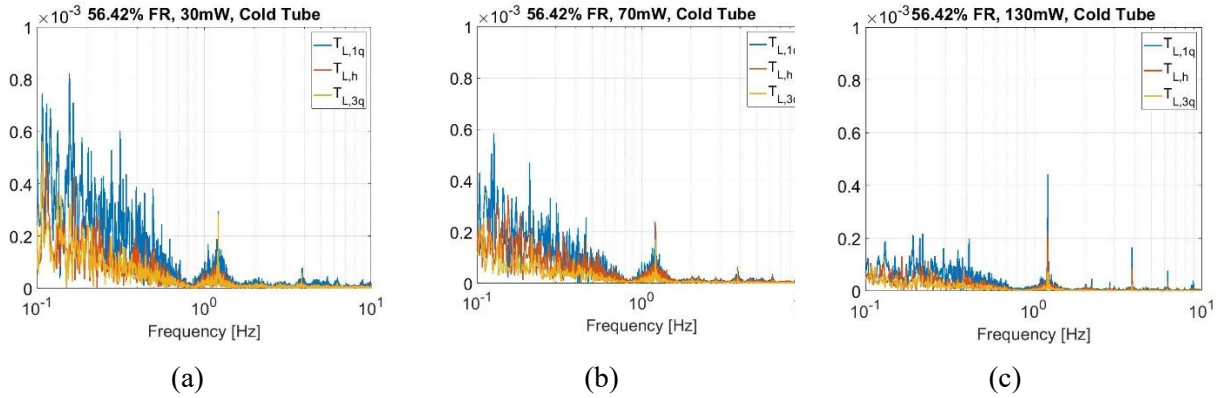 ×10⁻³ 56.42% FR, 30mW, Cold Tube
1
0.8
0.6
0.4
0.2
0
10⁻¹
10⁰
10¹
Frequency [Hz]
T_L,1q
T_L,h
T_L,3q
(a)
×10⁻³ 56.42% FR, 70mW, Cold Tube
1
0.8
0.6
0.4
0.2
0
10⁻¹
10⁰
Frequency [Hz]
T_L,1q
T_L,h
T_L,3q
(b)
×10⁻³ 56.42% FR, 130mW, Cold Tube
1
0.8
0.6
0.4
0.2
0
10⁻¹
10⁰
10¹
Frequency [Hz]
T_L,1q
T_L,h
T_L,3q
(c)